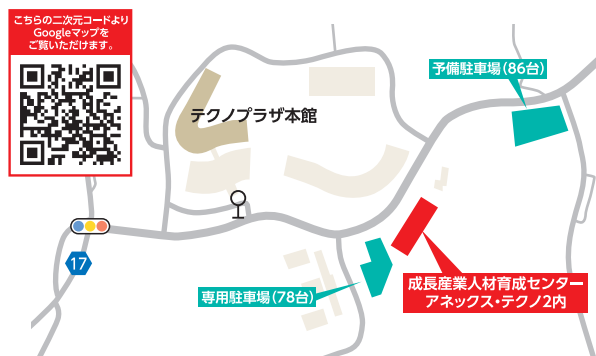 こちらの二次元コードより
Googleマップを
ご覧いただけます。
予備駐車場（86台）
テクノプラザ本館
17
専用駐車場（78台）
成長産業人材育成センター
アネックス・テクノ2内